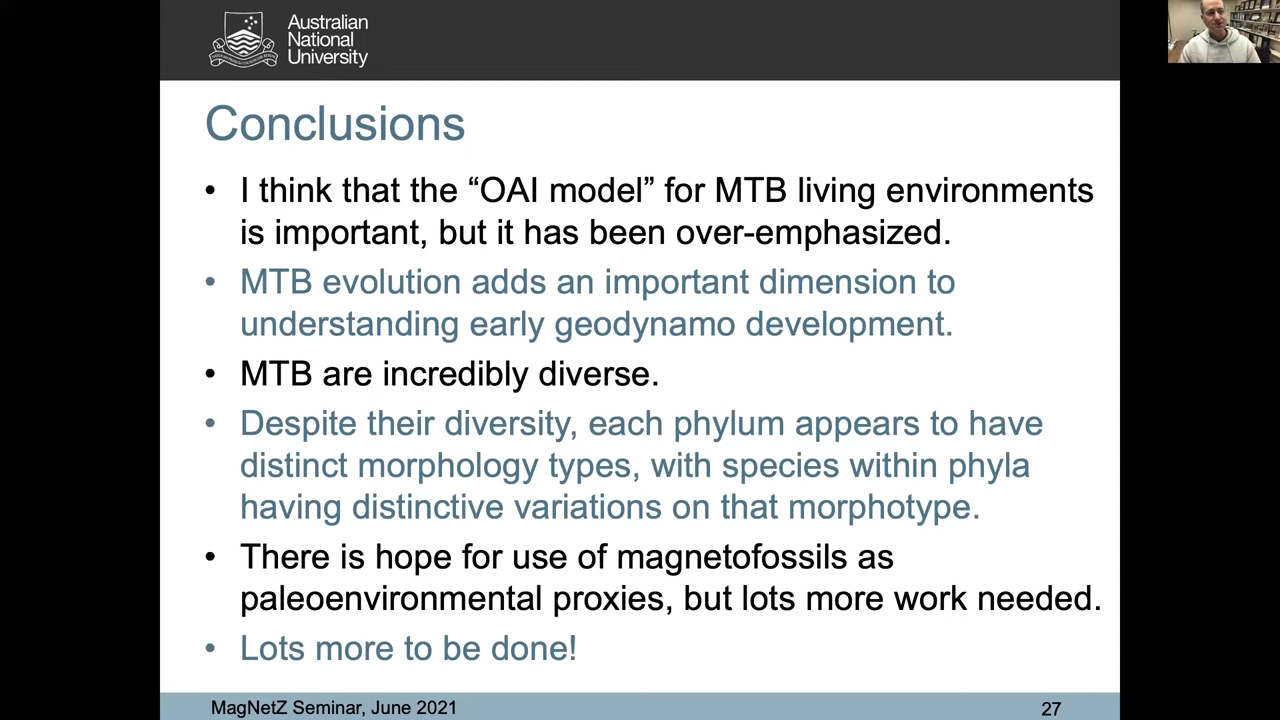 Australian
National
University
Conclusions
• I think that the “OAI model” for MTB living environments
is important, but it has been over-emphasized.
• MTB evolution adds an important dimension to
understanding early geodynamo development.
• MTB are incredibly diverse.
• Despite their diversity, each phylum appears to have
distinct morphology types, with species within phyla
having distinctive variations on that morphotype.
• There is hope for use of magnetofossils as
paleoenvironmental proxies, but lots more work needed.
• Lots more to be done!
MagNetZ Seminar, June 2021
27